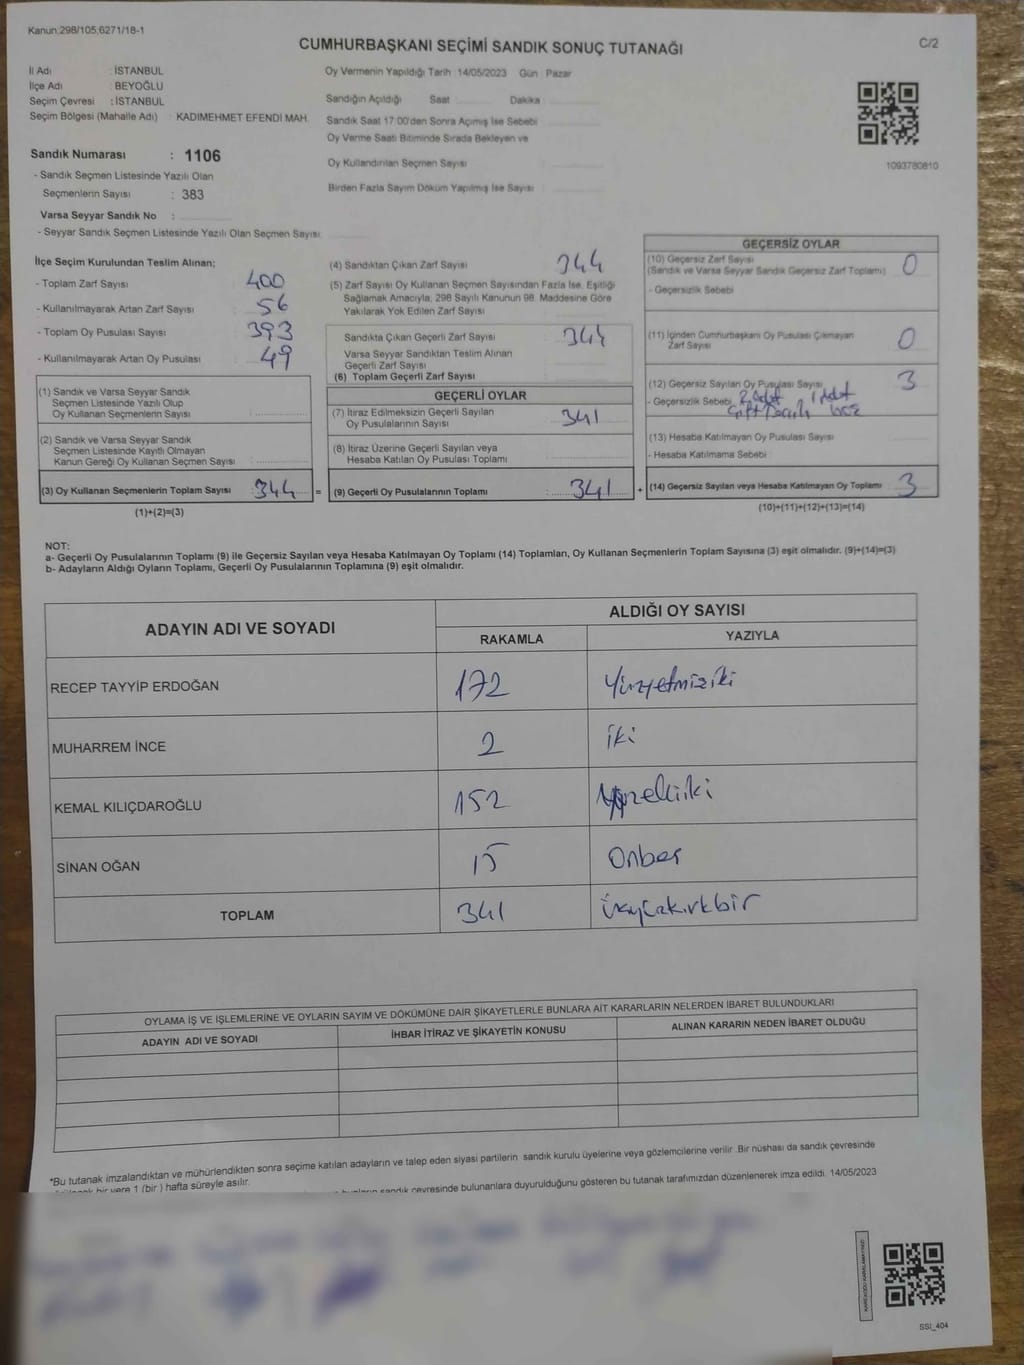 Kanun:298/105;6271/18-1
C/2
CUMHURBAŞKANI SEÇİMİ SANDIK SONUÇ TUTANAĞI
İl Adı : İSTANBUL
İlçe Adı : BEYOĞLU
Seçim Çevresi : İSTANBUL
Seçim Bölgesi (Mahalle Adı) : KADIMEHMET EFENDI MAH.
Sandık Numarası : 1106
- Sandık Seçmen Listesinde Yazılı Olan
Seçmenlerin Sayısı : 383
Varsa Seyyar Sandık No :
- Seyyar Sandık Seçmen Listesinde Yazılı Olan Seçmen Sayısı:
Oy Vermenin Yapıldığı Tarih :14/05/2023 Gün : Pazar
Sandığın Açıldığı Saat Dakika
Sandık Saat 17:00'den Sonra Açımış İse Sebebi
Oy Verme Saati Bitiminde Sırada Bekleyen ve
Oy Kullandırılan Seçmen Sayısı :
Birden Fazla Sayım Döküm Yapılmış İse Sayısı :
1093780810
İlçe Seçim Kurulundan Teslim Alınan;
- Toplam Zarf Sayısı : 400
- Kullanılmayarak Artan Zarf Sayısı : 56
- Toplam Oy Pusulası Sayısı : 393
- Kullanılmayarak Artan Oy Pusulası : 49
(1) Sandık ve Varsa Seyyar Sandık
Seçmen Listesinde Yazılı Olup
Oy Kullanan Seçmenlerin Sayısı :
(2) Sandık ve Varsa Seyyar Sandık
Seçmen Listesinde Kayıtlı Olmayan
Kanun Gereği Oy Kullanan Seçmen Sayısı :
(3) Oy Kullanan Seçmenlerin Toplam Sayısı : 344 =
(1)+(2)=(3)
(4) Sandıktan Çıkan Zarf Sayısı 344
(5) Zarf Sayısı Oy Kullanan Seçmen Sayısından Fazla İse, Eşitliği
Sağlamak Amacıyla, 298 Sayılı Kanunun 98. Maddesine Göre
Yakılarak Yok Edilen Zarf Sayısı
Sandıkta Çıkan Geçerli Zarf Sayısı 344
Varsa Seyyar Sandıktan Teslim Alınan
Geçerli Zarf Sayısı
(6) Toplam Geçerli Zarf Sayısı
GEÇERLİ OYLAR
(7) İtiraz Edilmeksizin Geçerli Sayılan
Oy Pusulalarının Sayısı 341
(8) İtiraz Üzerine Geçerli Sayılan veya
Hesaba Katılan Oy Pusulası Toplamı
(9) Geçerli Oy Pusulalarının Toplamı : 341 +
GEÇERSİZ OYLAR
(10) Geçersiz Zarf Sayısı
(Sandık ve Varsa Seyyar Sandık Geçersiz Zarf Toplamı) 0
- Geçersizlik Sebebi
(11) İçinden Cumhurbaşkanı Oy Pusulası Çıkmayan
Zarf Sayısı 0
(12) Geçersiz Sayılan Oy Pusulası Sayısı 3
- Geçersizlik Sebebi 2 Adet 1 Adet
(13) Hesaba Katılmayan Oy Pusulası Sayısı
- Hesaba Katılmama Sebebi
(14) Geçersiz Sayılan veya Hesaba Katılmayan Oy Toplamı 3
(10)+(11)+(12)+(13)=(14)
NOT:
a- Geçerli Oy Pusulalarının Toplamı (9) ile Geçersiz Sayılan veya Hesaba Katılmayan Oy Toplamı (14) Toplamları, Oy Kullanan Seçmenlerin Toplam Sayısına (3) eşit olmalıdır. (9)+(14)=(3)
b- Adayların Aldığı Oyların Toplamı, Geçerli Oy Pusulalarının Toplamına (9) eşit olmalıdır.
ADAYIN ADI VE SOYADI
ALDIĞI OY SAYISI
RAKAMLA YAZIYLA
RECEP TAYYİP ERDOĞAN 172 Yüzyetmişiki
MUHARREM İNCE 2 iki
KEMAL KILIÇDAROĞLU 152 Yüzelliiki
SİNAN OĞAN 15 Onbeş
TOPLAM 341 üçyüzkırkbir
OYLAMA İŞ VE İŞLEMLERİNE VE OYLARIN SAYIM VE DÖKÜMÜNE DAİR ŞİKAYETLERLE BUNLARA AİT KARARLARIN NELERDEN İBARET BULUNDUKLARI
ADAYIN ADI VE SOYADI İHBAR İTİRAZ VE ŞİKAYETİN KONUSU ALINAN KARARIN NEDEN İBARET OLDUĞU
*Bu tutanak imzalandıktan ve mühürlendikten sonra seçime katılan adayların ve talep eden siyasi partilerin sandık kurulu üyelerine veya gözlemcilerine verilir .Bir nüshası da sandık çevresinde
bir yere 1 (bir ) hafta süreyle asılır.
sandık çevresinde bulunanlara duyurulduğunu gösteren bu tutanak tarafımızdan düzenlenerek imza edildi. 14/05/2023
SSI_404